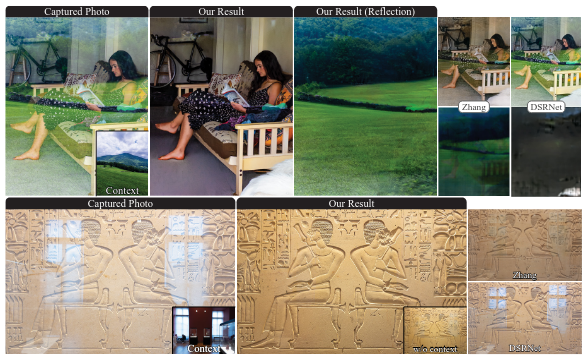 Captured Photo
Our Result
Our Result (Reflection)
Context
Zhang
DSRNet
Captured Photo
Our Result
Context
w/o context
Zhang
DSRNet